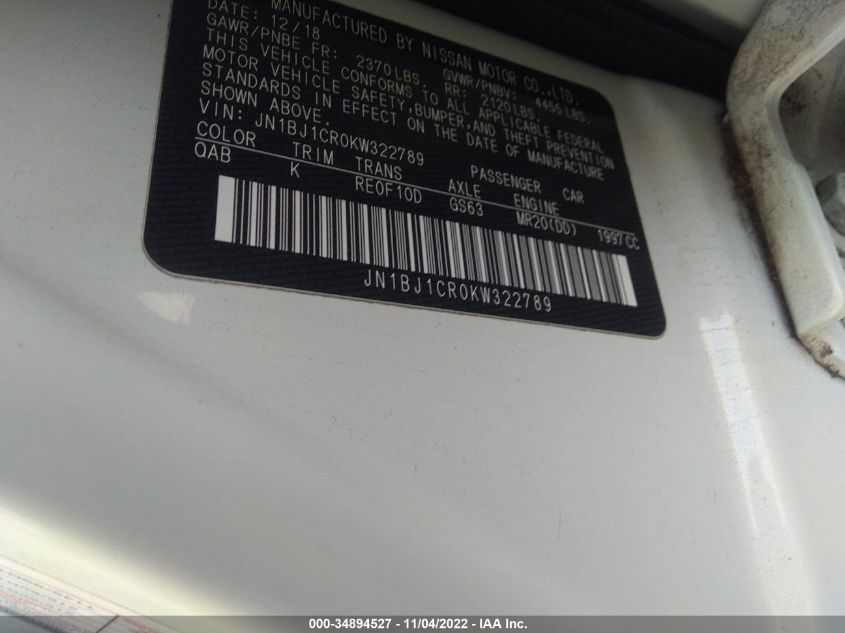 MANUFACTURED BY NISSAN MOTOR CO.,LTD.
DATE: 12/18 GVWR/PNBV: 4455LBS.
GAWR/PNBE FR: 2370LBS. RR: 2120LBS.
THIS VEHICLE CONFORMS TO ALL APPLICABLE FEDERAL
MOTOR VEHICLE SAFETY,BUMPER,AND THEFT PREVENTION
STANDARDS IN EFFECT ON THE DATE OF MANUFACTURE
SHOWN ABOVE.
VIN: JN1BJ1CR0KW322789 PASSENGER CAR
COLOR TRIM TRANS AXLE ENGINE
QAB K RE0F10D GS63 MR20(DD) 1997CC
JN1BJ1CR0KW322789
000-34894527 - 11/04/2022 - IAA Inc.